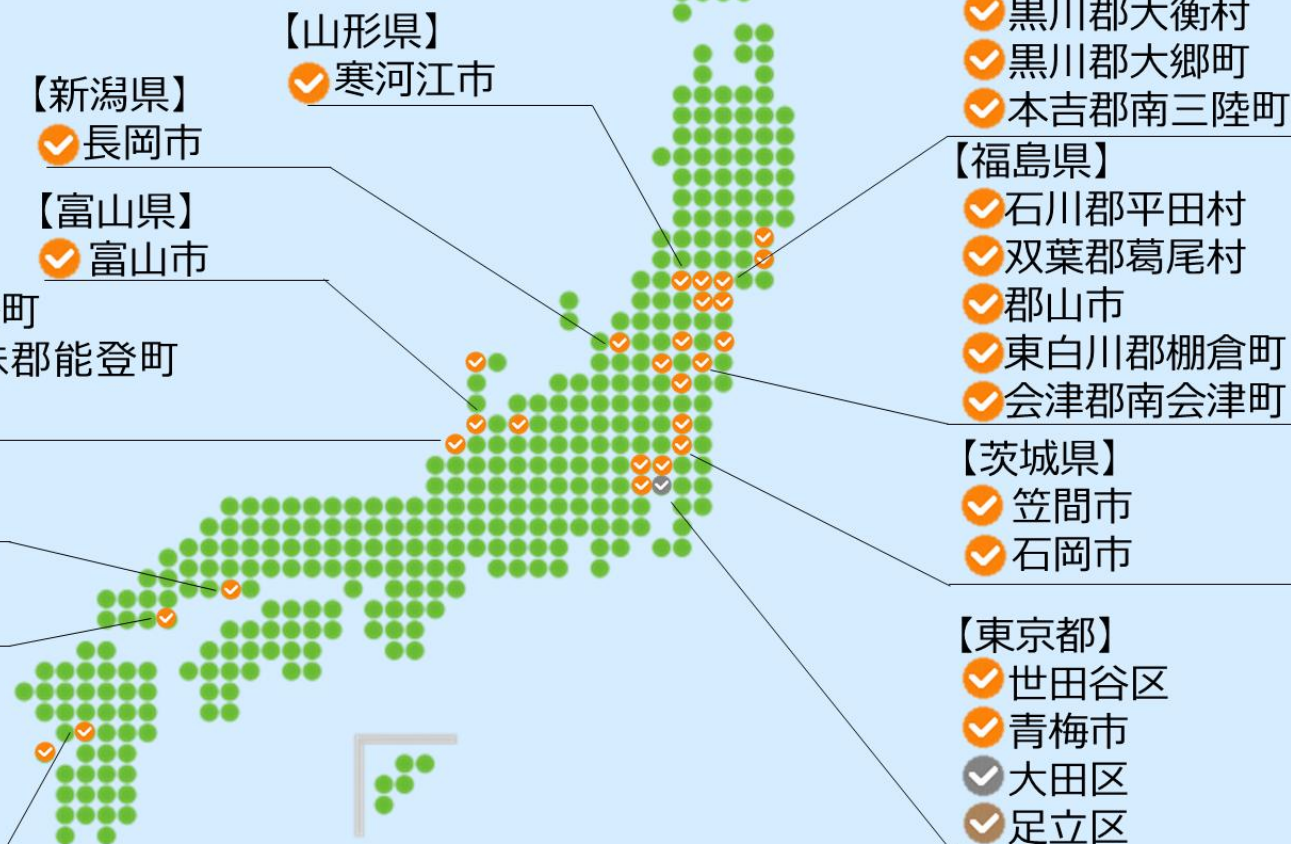 【山形県】
寒河江市
【新潟県】
長岡市
【富山県】
富山市
町
郡能登町
黒川郡大衡村
黒川郡大郷町
本吉郡南三陸町
【福島県】
石川郡平田村
双葉郡葛尾村
郡山市
東白川郡棚倉町
会津郡南会津町
【茨城県】
笠間市
石岡市
【東京都】
世田谷区
青梅市
大田区
足立区